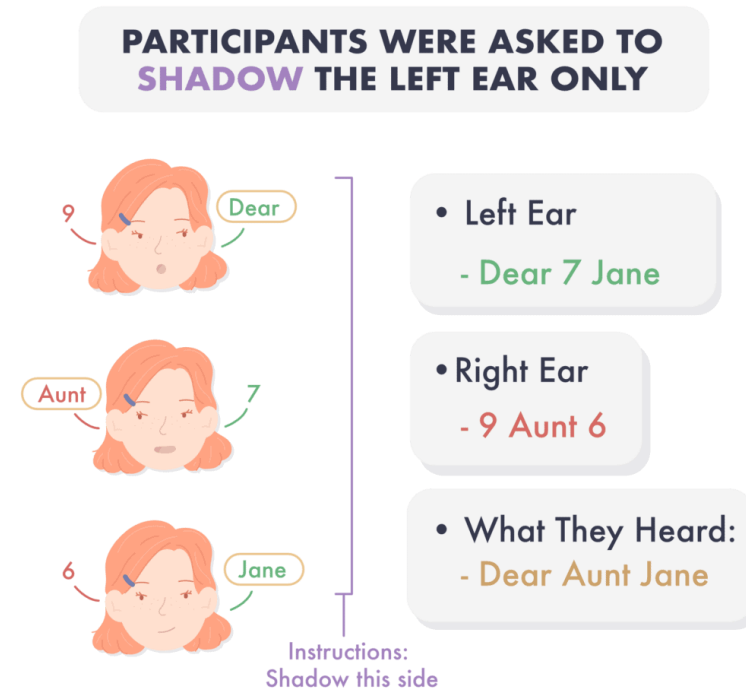 PARTICIPANTS WERE ASKED TO
SHADOW THE LEFT EAR ONLY
9
Dear
Aunt
7
6
Jane
Instructions:
Shadow this side
• Left Ear
- Dear 7 Jane
• Right Ear
- 9 Aunt 6
• What They Heard:
- Dear Aunt Jane